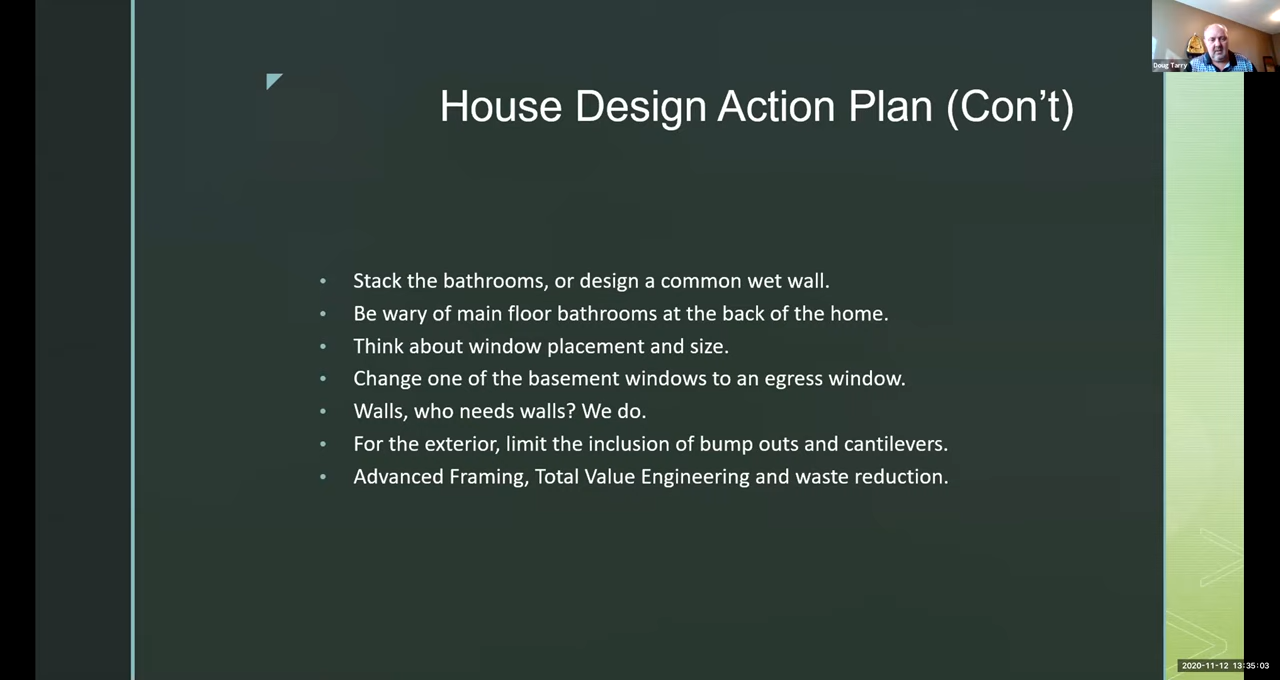 Doug Tarry
House Design Action Plan (Con’t)
• Stack the bathrooms, or design a common wet wall.
• Be wary of main floor bathrooms at the back of the home.
• Think about window placement and size.
• Change one of the basement windows to an egress window.
• Walls, who needs walls? We do.
• For the exterior, limit the inclusion of bump outs and cantilevers.
• Advanced Framing, Total Value Engineering and waste reduction.
2020-11-12 13:35:03